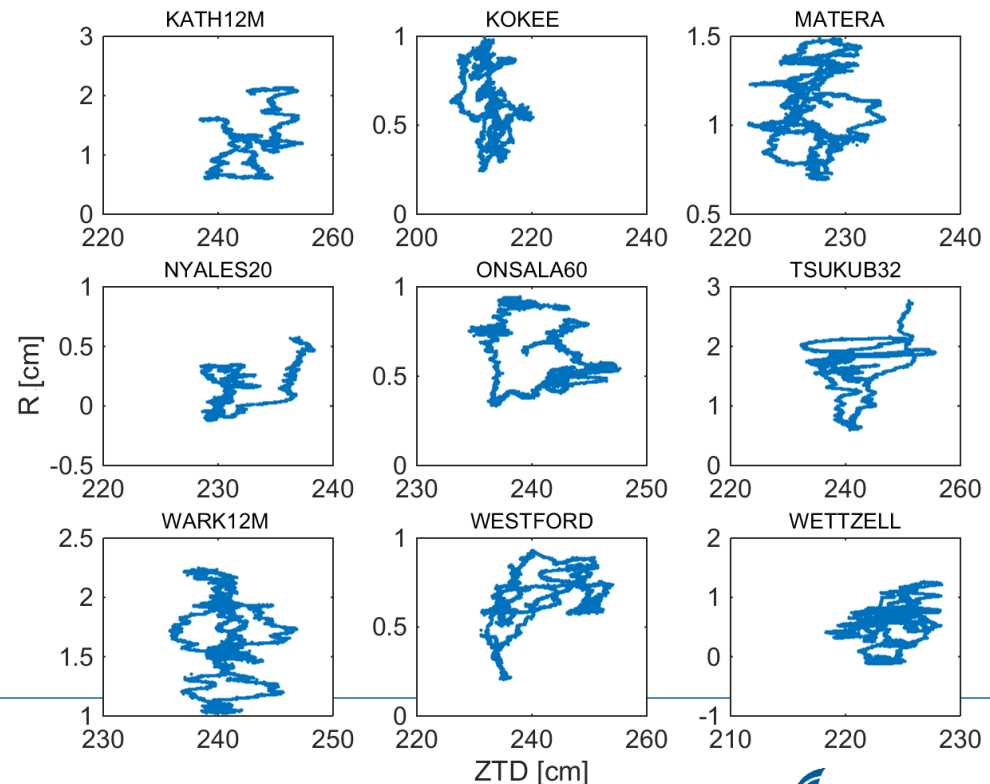 KATH12M KOKEE MATERA
3 1 1.5
2
0.5 1
1
0 0 0.5
220 240 260 200 220 240 220 230 240
NYALES20 ONSALA60 TSUKUB32
1 1 3
0.5 2
0.5
0 1
-0.5 0 0
220 230 240 230 240 250 220 240 260
R [cm]
WARK12M WESTFORD WETTZELL
2.5 1 2
2 1
0.5
1.5 0
1 0 -1
230 240 250 220 240 260 210 220 230
ZTD [cm]